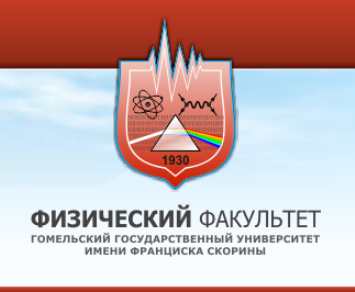 1930
ФИЗИЧЕСКИЙ ФАКУЛЬТЕТ
ГОМЕЛЬСКИЙ ГОСУДАРСТВЕННЫЙ УНИВЕРСИТЕТ
ИМЕНИ ФРАНЦИСКА СКОРИНЫ